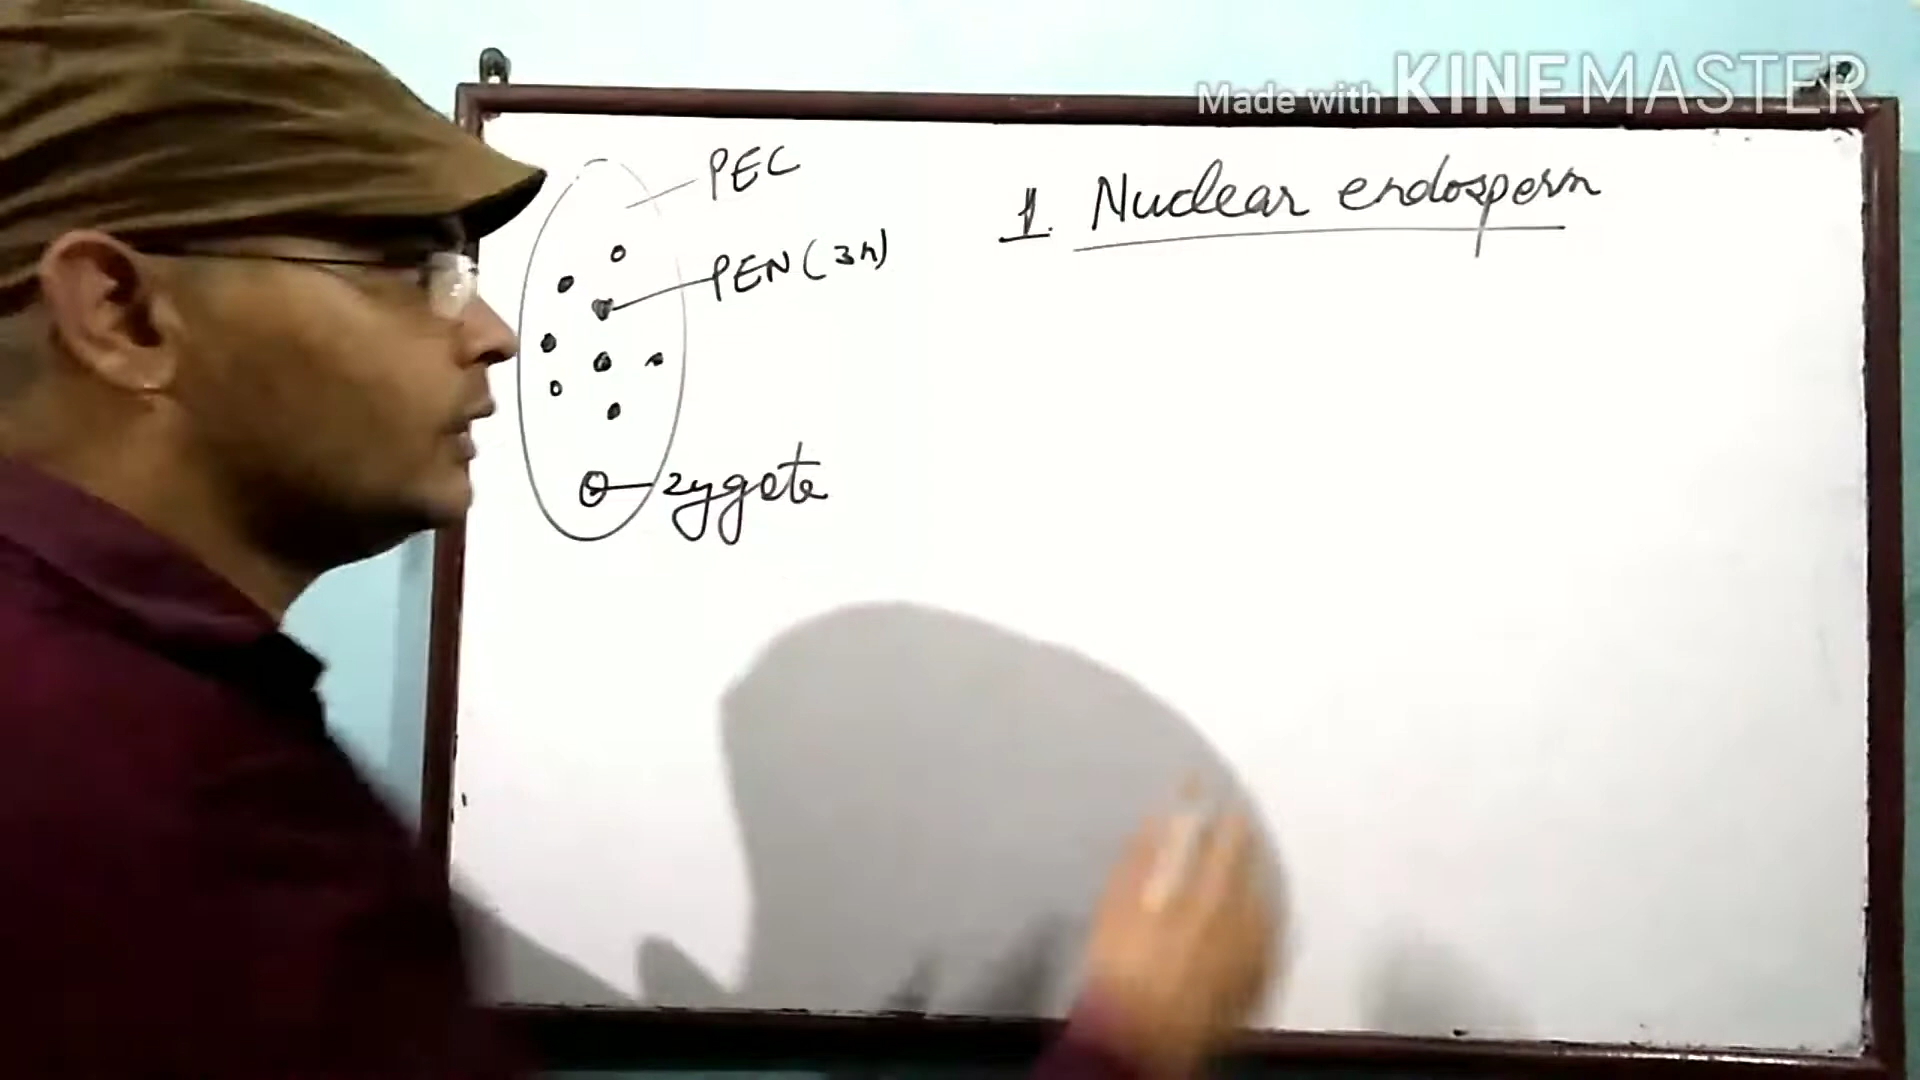 Made with KINEMASTER
PEC
1. Nuclear endosperm
PEN (3n)
zygote